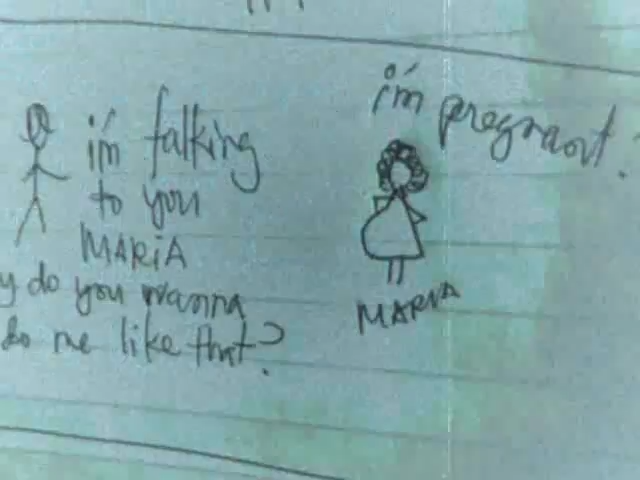 i'm talking
to you
MARIA
y do you wanna
do me like that?
i'm pregnant.
MARIA